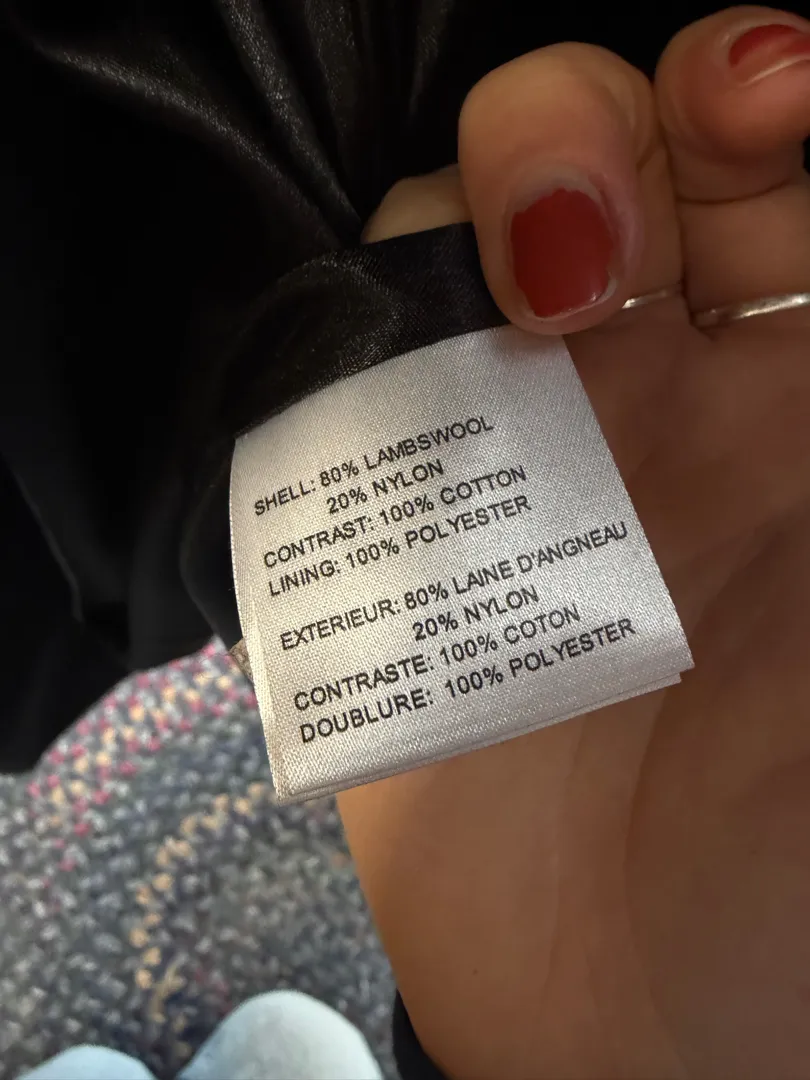 SHELL: 80% LAMBSWOOL
20% NYLON
CONTRAST: 100% COTTON
LINING: 100% POLYESTER
EXTERIEUR: 80% LAINE D'ANGNEAU
20% NYLON
CONTRASTE: 100% COTON
DOUBLURE: 100% POLYESTER